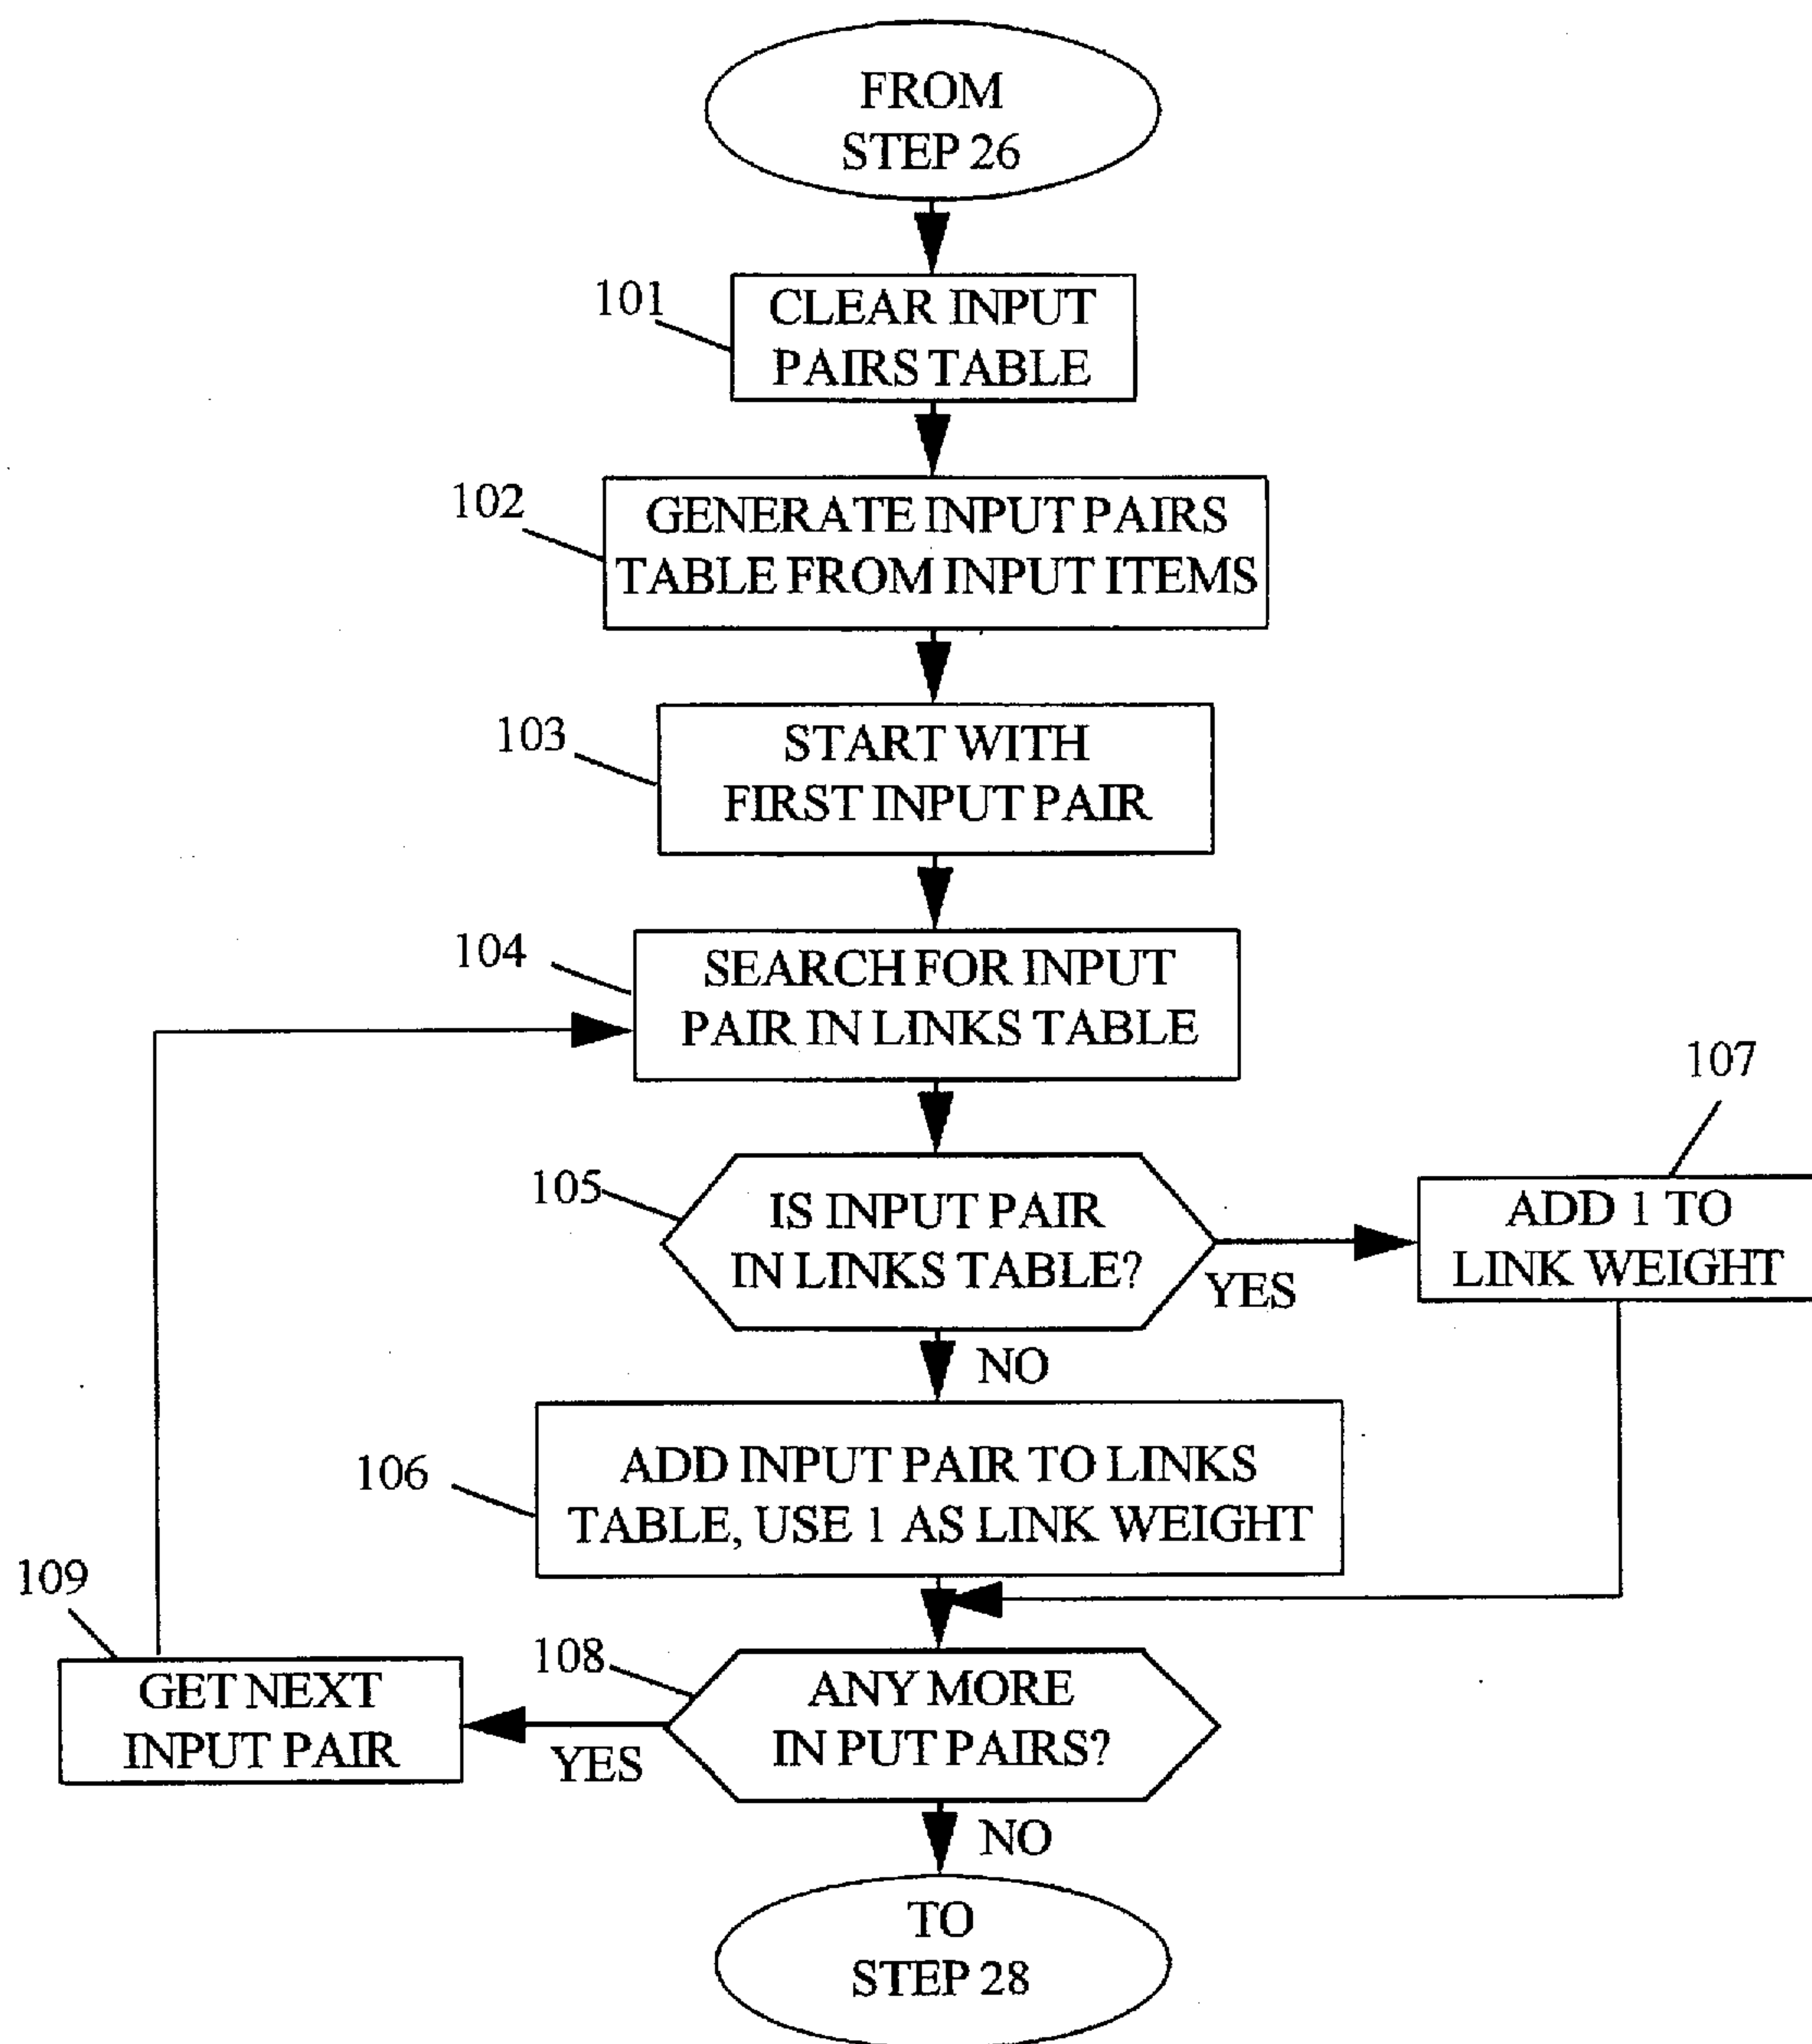 FROM
STEP 26
101
CLEAR INPUT
PAIRS TABLE
102
GENERATE INPUT PAIRS
TABLE FROM INPUT ITEMS
103
START WITH
FIRST INPUT PAIR
104
SEARCH FOR INPUT
PAIR IN LINKS TABLE
105
IS INPUT PAIR
IN LINKS TABLE?
YES
107
ADD 1 TO
LINK WEIGHT
NO
106
ADD INPUT PAIR TO LINKS
TABLE, USE 1 AS LINK WEIGHT
108
ANY MORE
IN PUT PAIRS?
YES
109
GET NEXT
INPUT PAIR
NO
TO
STEP 28